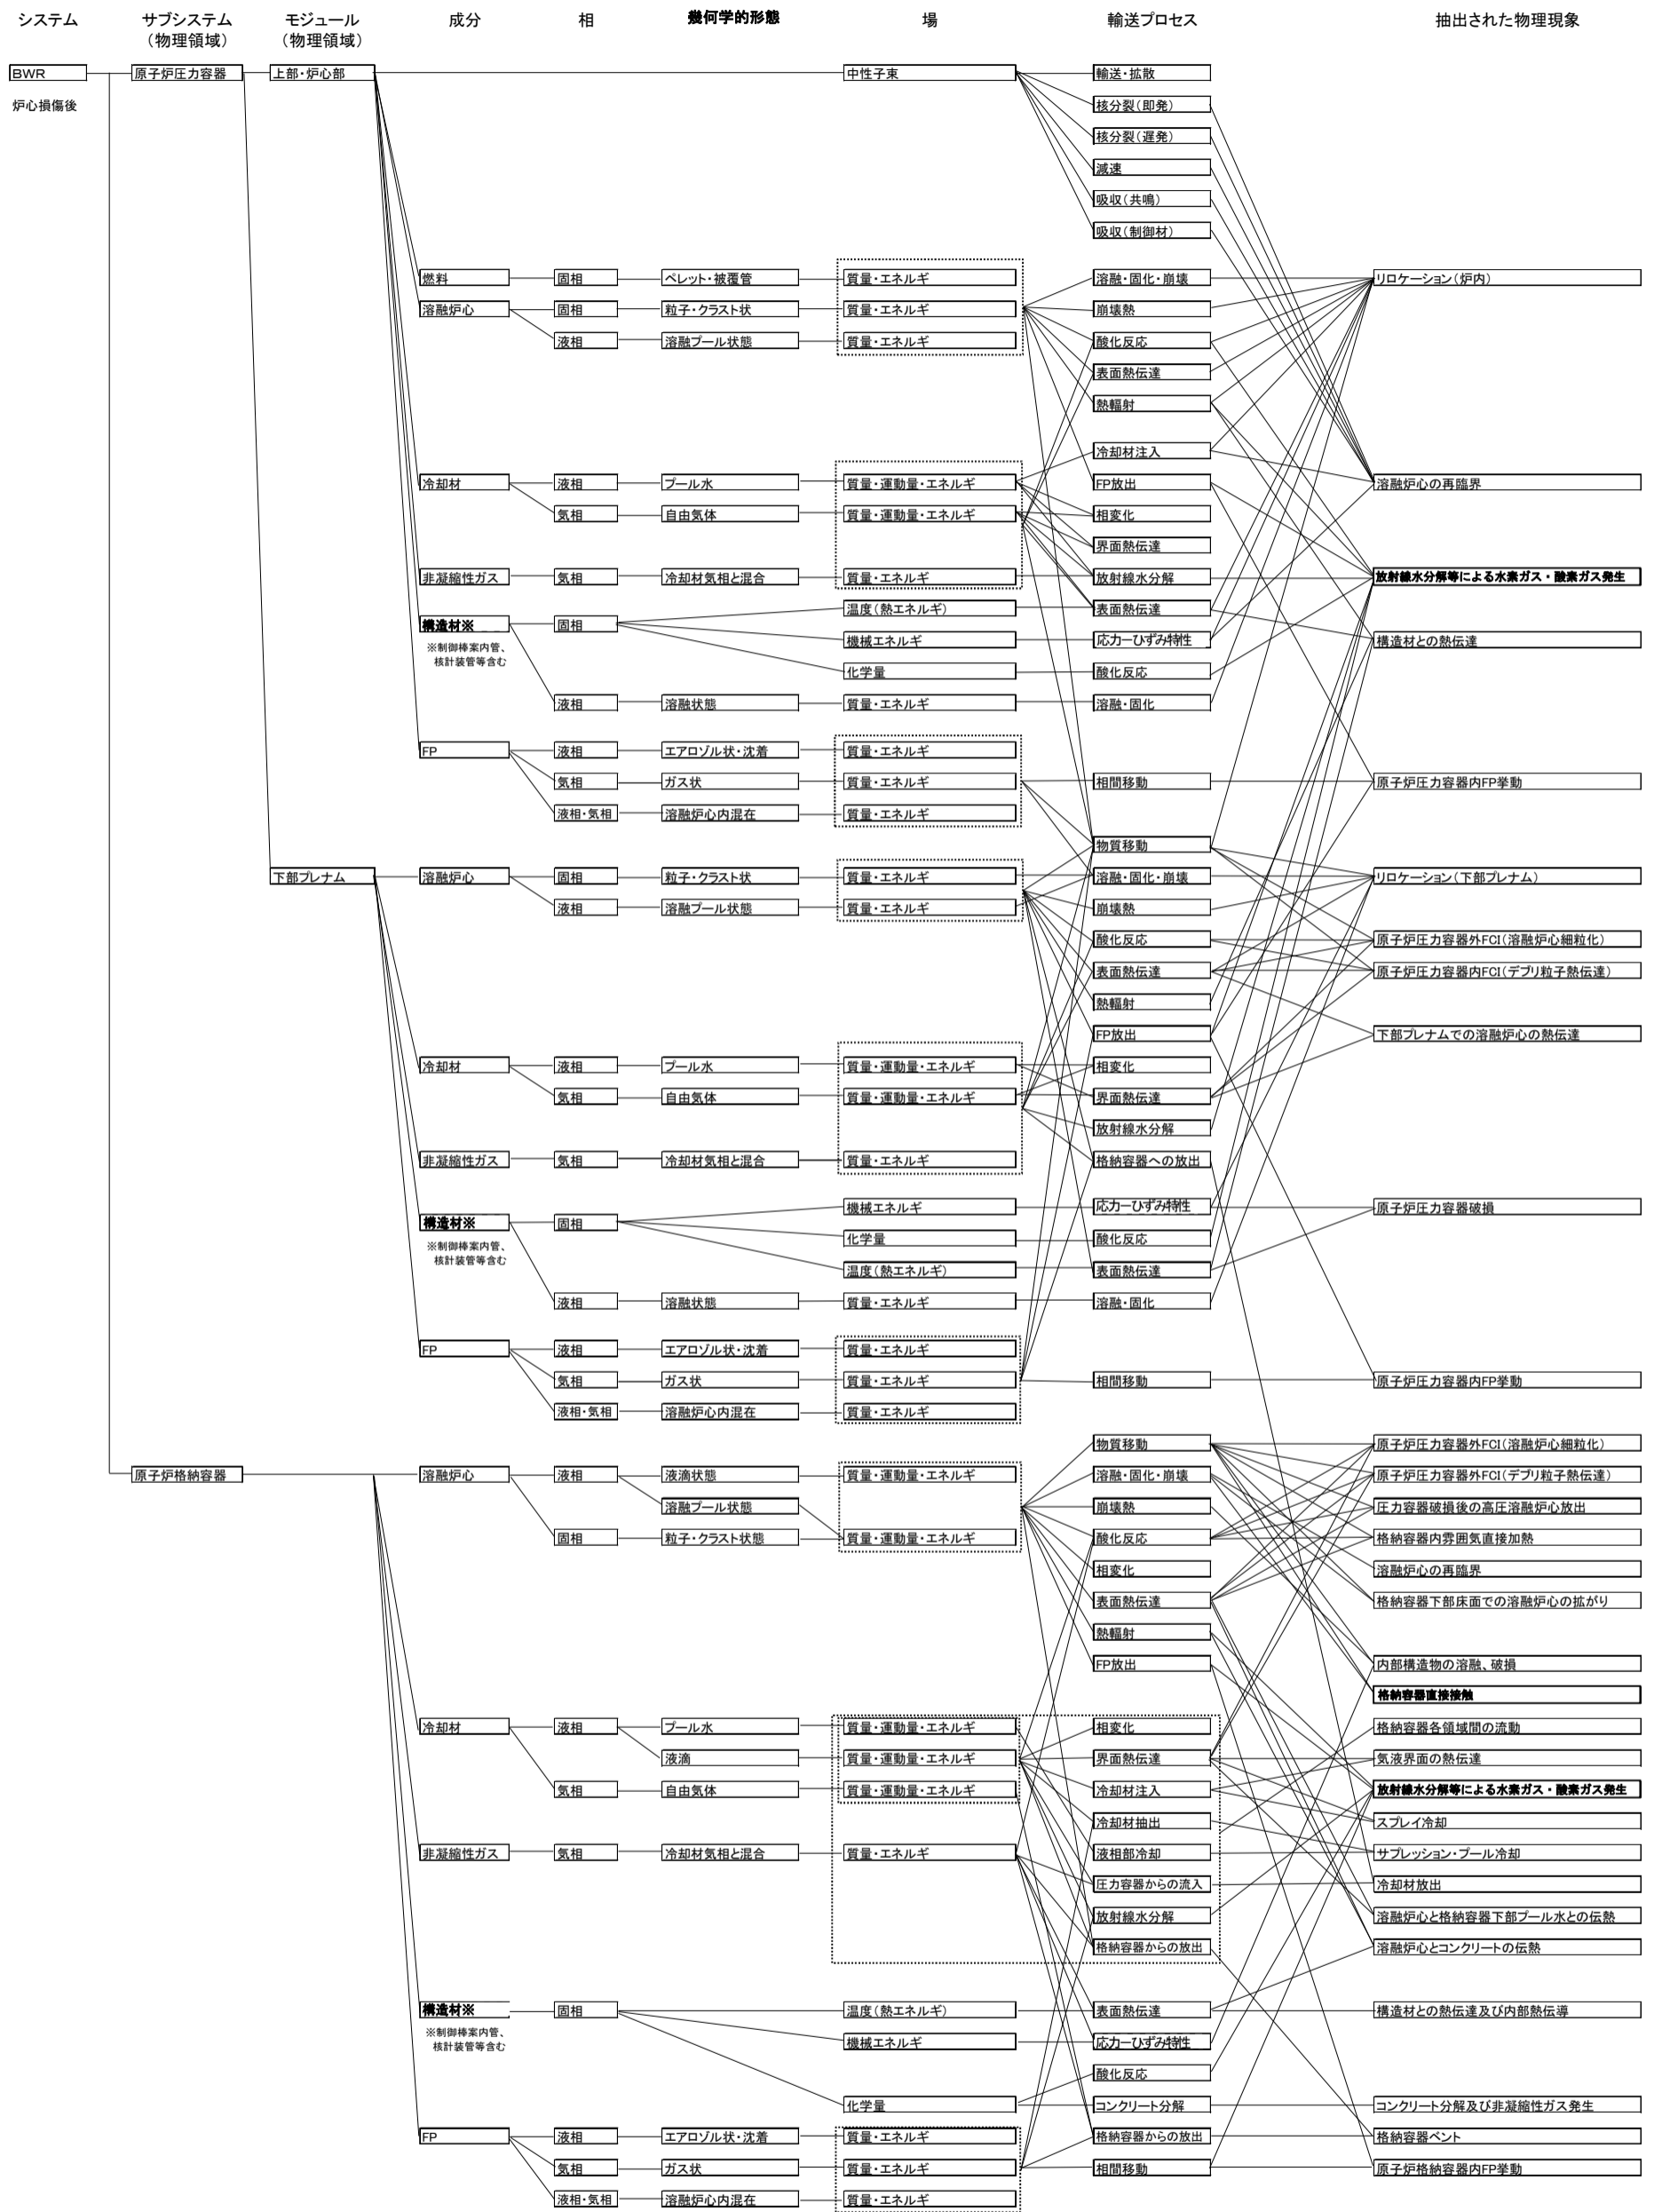 システム サブシステム モジュール 成分 相 幾何学的形態 場 輸送プロセス 抽出された物理現象
（物理領域） （物理領域）
BWR 原子炉圧力容器 上部・炉心部 中性子束 輸送・拡散
炉心損傷後
核分裂（即発）
核分裂（遅発）
減速
吸収（共鳴）
吸収（制御材）
燃料 固相 ペレット・被覆管 質量・エネルギ 溶融・固化・崩壊 リロケーション（炉内）
溶融炉心 固相 粒子・クラスト状 質量・エネルギ 崩壊熱
液相 溶融プール状態 質量・エネルギ 酸化反応
表面熱伝達
熱輻射
冷却材注入
冷却材 液相 プール水 質量・運動量・エネルギ FP放出 溶融炉心の再臨界
気相 自由気体 質量・運動量・エネルギ 相変化
界面熱伝達
非凝縮性ガス 気相 冷却材気相と混合 質量・エネルギ 放射線水分解 放射線水分解等による水素ガス・酸素ガス発生
温度（熱エネルギ） 表面熱伝達
構造材※ 固相
機械エネルギ 応力ーひずみ特性 構造材との熱伝達
※制御棒案内管、
核計装管等含む
化学量 酸化反応
液相 溶融状態 質量・エネルギ 溶融・固化
FP 液相 エアロゾル状・沈着 質量・エネルギ
気相 ガス状 質量・エネルギ 相間移動 原子炉圧力容器内FP挙動
液相・気相 溶融炉心内混在 質量・エネルギ
物質移動
下部プレナム 溶融炉心 固相 粒子・クラスト状 質量・エネルギ 溶融・固化・崩壊 リロケーション（下部プレナム）
液相 溶融プール状態 質量・エネルギ 崩壊熱
酸化反応 原子炉圧力容器外FCI（溶融炉心細粒化）
表面熱伝達 原子炉圧力容器内FCI（デブリ粒子熱伝達）
熱輻射
FP放出 下部プレナムでの溶融炉心の熱伝達
冷却材 液相 プール水 質量・運動量・エネルギ 相変化
気相 自由気体 質量・運動量・エネルギ 界面熱伝達
放射線水分解
非凝縮性ガス 気相 冷却材気相と混合 質量・エネルギ 格納容器への放出
機械エネルギ 応力ーひずみ特性 原子炉圧力容器破損
構造材※ 固相
化学量 酸化反応
※制御棒案内管、
核計装管等含む
温度（熱エネルギ） 表面熱伝達
液相 溶融状態 質量・エネルギ 溶融・固化
FP 液相 エアロゾル状・沈着 質量・エネルギ
気相 ガス状 質量・エネルギ 相間移動 原子炉圧力容器内FP挙動
液相・気相 溶融炉心内混在 質量・エネルギ
物質移動 原子炉圧力容器外FCI（溶融炉心細粒化）
原子炉格納容器 溶融炉心 液相 液滴状態 質量・運動量・エネルギ 溶融・固化・崩壊 原子炉圧力容器外FCI（デブリ粒子熱伝達）
溶融プール状態 崩壊熱 圧力容器破損後の高圧溶融炉心放出
固相 粒子・クラスト状態 質量・運動量・エネルギ 酸化反応 格納容器内雰囲気直接加熱
相変化 溶融炉心の再臨界
表面熱伝達 格納容器下部床面での溶融炉心の拡がり
熱輻射
FP放出 内部構造物の溶融、破損
格納容器直接接触
冷却材 液相 プール水 質量・運動量・エネルギ 相変化 格納容器各領域間の流動
液滴 質量・運動量・エネルギ 界面熱伝達 気液界面の熱伝達
気相 自由気体 質量・運動量・エネルギ 冷却材注入 放射線水分解等による水素ガス・酸素ガス発生
冷却材抽出 スプレイ冷却
非凝縮性ガス 気相 冷却材気相と混合 質量・エネルギ 液相部冷却 サプレッション・プール冷却
圧力容器からの流入 冷却材放出
放射線水分解 溶融炉心と格納容器下部プール水との伝熱
格納容器からの放出 溶融炉心とコンクリートの伝熱
構造材※ 固相 温度（熱エネルギ） 表面熱伝達 構造材との熱伝達及び内部熱伝導
※制御棒案内管、
核計装管等含む
機械エネルギ 応力ーひずみ特性
酸化反応
化学量 コンクリート分解 コンクリート分解及び非凝縮性ガス発生
FP 液相 エアロゾル状・沈着 質量・エネルギ 格納容器からの放出 格納容器ベント
気相 ガス状 質量・エネルギ 相間移動 原子炉格納容器内FP挙動
液相・気相 溶融炉心内混在 質量・エネルギ